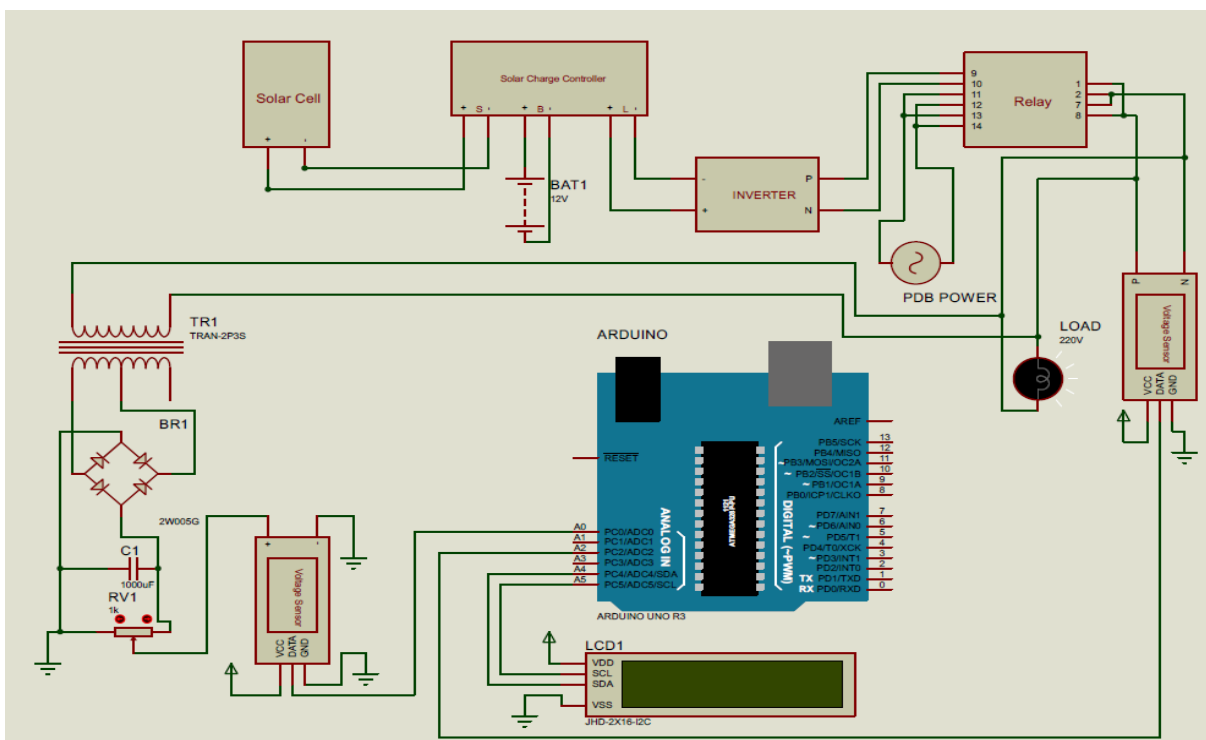 Solar Cell
+ -
Solar Charge Controller
+ S - + B - + L -
BAT1
12V
INVERTER
-
+
P
N
Relay
9
10
11
12
13
14
1
2
7
8
PDB POWER
TR1
TRAN-2P3S
BR1
2W005G
C1
1000uF
RV1
1k
+ -
Voltage Sensor
VCC
DATA
GND
ARDUINO
RESET
AREF
PB5/SCK 13
PB4/MISO 12
~PB3/MOSI/OC2A 11
~ PB2/SS/OC1B 10
~ PB1/OC1A 9
PB0/ICP1/CLKO 8
PD7/AIN1 7
~ PD6/AIN0 6
~ PD5/T1 5
PD4/T0/XCK 4
~ PD3/INT1 3
PD2/INT0 2
TX PD1/TXD 1
RX PD0/RXD 0
A0 PC0/ADC0
A1 PC1/ADC1
A2 PC2/ADC2
A3 PC3/ADC3
A4 PC4/ADC4/SDA
A5 PC5/ADC5/SCL
ANALOG IN
DIGITAL (~PWM)
1121
ARDUINO UNO R3
LCD1
VDD
SCL
SDA
VSS
JHD-2X16-I2C
LOAD
220V
P
N
Voltage Sensor
VCC
DATA
GND